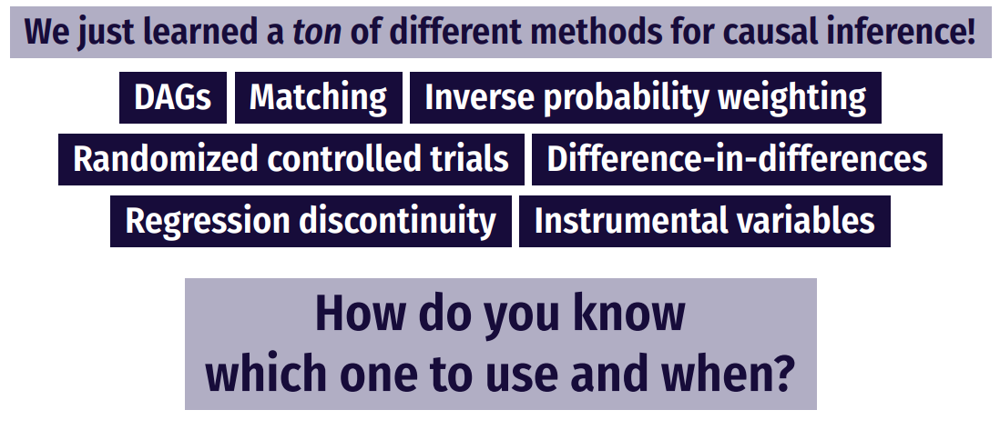 We just learned a ton of different methods for causal inference!
DAGs Matching Inverse probability weighting
Randomized controlled trials Difference-in-differences
Regression discontinuity Instrumental variables
How do you know
which one to use and when?